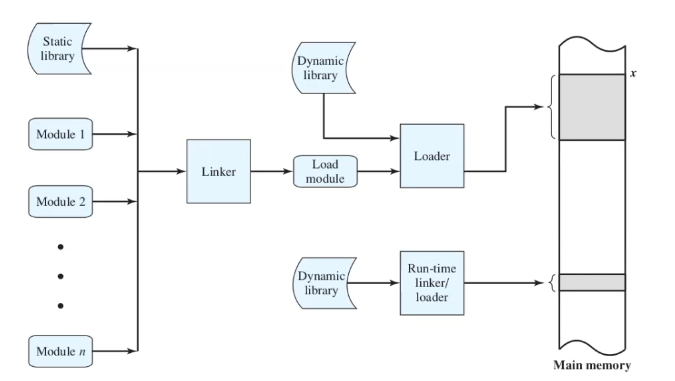 Static
library
Dynamic
library
x
Module 1
Linker
Load
module
Loader
Module 2
Dynamic
library
Run-time
linker/
loader
Module n
Main memory